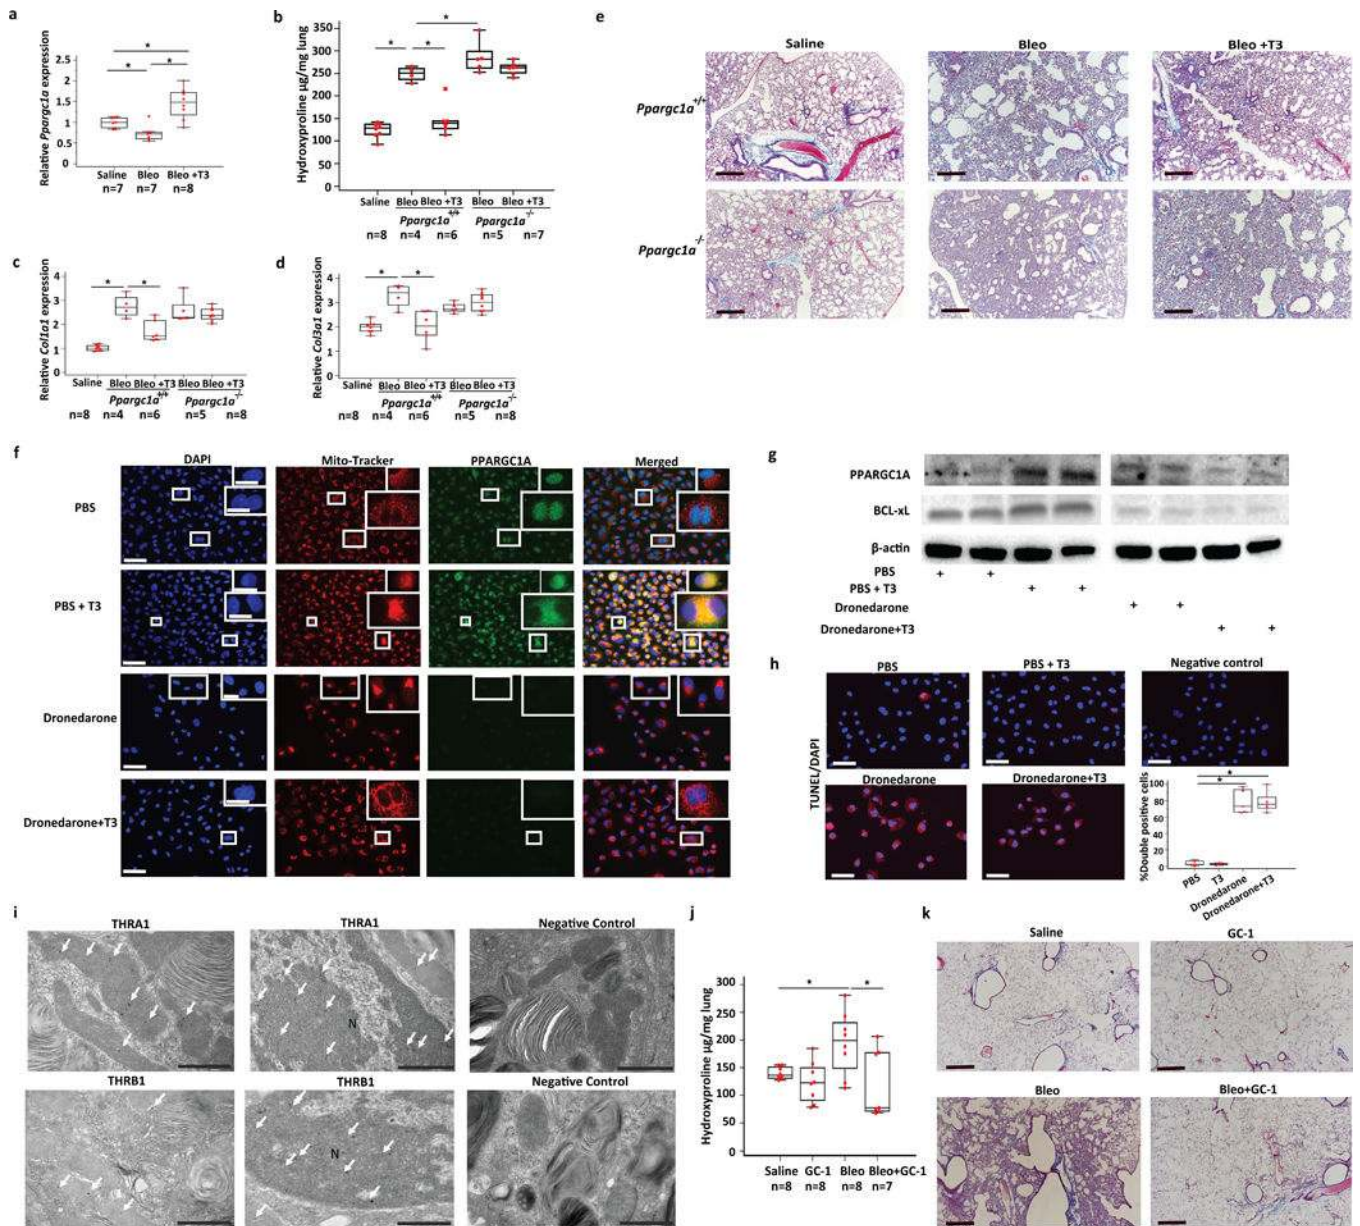 a
Relative Ppargc1a expression
2.5
2
1.5
1
0.5
0
*
*
*
Saline Bleo Bleo +T3
n=7 n=7 n=8
b
Hydroxyproline µg/mg lung
350
300
250
200
150
100
50
0
*
*
*
Saline Bleo Bleo +T3 Bleo Bleo +T3
Ppargc1a+/+ Ppargc1a-/-
n=8 n=4 n=6 n=5 n=7
c
Relative Col1a1 expression
4
3
2
1
0
*
*
Saline Bleo Bleo +T3 Bleo Bleo +T3
Ppargc1a+/+ Ppargc1a-/-
n=8 n=4 n=6 n=5 n=8
d
Relative Col3a1 expression
4
3
2
1
0
*
*
Saline Bleo Bleo +T3 Bleo Bleo +T3
Ppargc1a+/+ Ppargc1a-/-
n=8 n=4 n=6 n=5 n=8
e
Saline Bleo Bleo +T3
Ppargc1a+/+
Ppargc1a-/-
f
DAPI Mito-Tracker PPARGC1A Merged
PBS
PBS + T3
Dronedarone
Dronedarone+T3
g
PPARGC1A
BCL-xL
β-actin
PBS + +
PBS + T3 + +
Dronedarone + +
Dronedarone+T3 + +
h
PBS PBS + T3 Negative control
TUNEL/DAPI
Dronedarone Dronedarone+T3
%Double positive cells
100
80
60
40
20
0
*
*
PBS
T3
Dronedarone
Dronedarone+T3
i
THRA1 THRA1 Negative Control
N
THRB1 THRB1 Negative Control
N
j
Hydroxyproline µg/mg lung
300
250
200
150
100
50
0
*
*
Saline GC-1 Bleo Bleo+GC-1
n=8 n=8 n=8 n=7
k
Saline GC-1
Bleo Bleo+GC-1